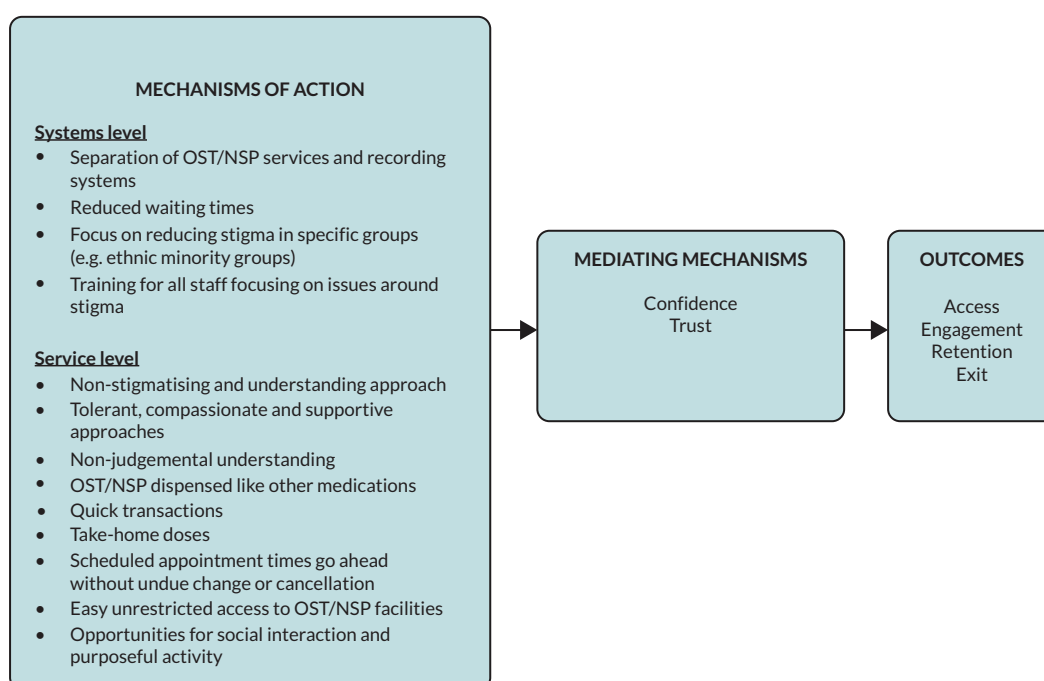 MECHANISMS OF ACTION
Systems level
• Separation of OST/NSP services and recording
systems
• Reduced waiting times
• Focus on reducing stigma in specific groups
(e.g. ethnic minority groups)
• Training for all staff focusing on issues around
stigma
Service level
• Non-stigmatising and understanding approach
• Tolerant, compassionate and supportive
approaches
• Non-judgemental understanding
• OST/NSP dispensed like other medications
• Quick transactions
• Take-home doses
• Scheduled appointment times go ahead
without undue change or cancellation
• Easy unrestricted access to OST/NSP facilities
• Opportunities for social interaction and
purposeful activity
MEDIATING MECHANISMS
Confidence
Trust
OUTCOMES
Access
Engagement
Retention
Exit